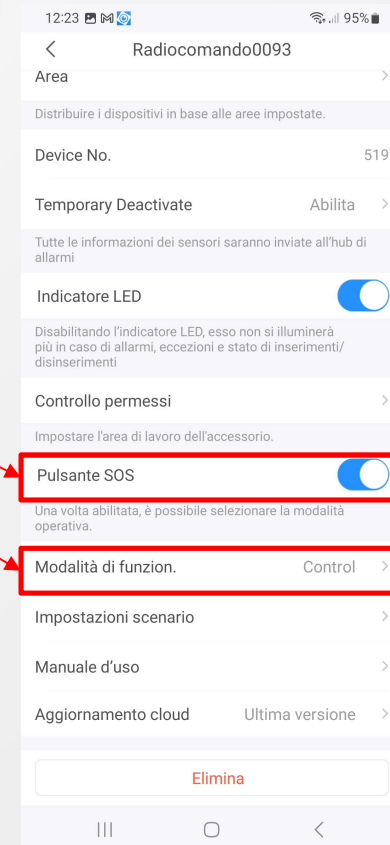 12:23 95%
Radiocomando0093
Area
Distribuire i dispositivi in base alle aree impostate.
Device No. 519
Temporary Deactivate Abilita
Tutte le informazioni dei sensori saranno inviate all'hub di
allarmi
Indicatore LED
Disabilitando l'indicatore LED, esso non si illuminerà
più in caso di allarmi, eccezioni e stato di inserimenti/
disinserimenti
Controllo permessi
Impostare l'area di lavoro dell'accessorio.
Pulsante SOS
Una volta abilitata, è possibile selezionare la modalità
operativa.
Modalità di funzion. Control
Impostazioni scenario
Manuale d'uso
Aggiornamento cloud Ultima versione
Elimina